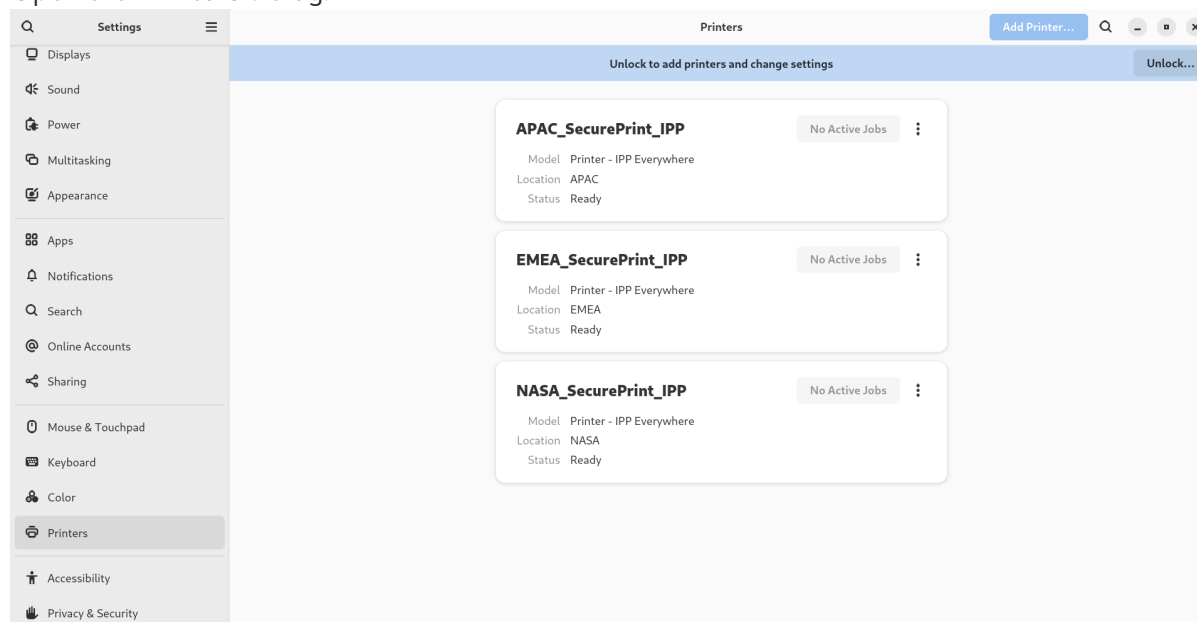 Settings
Printers
Add Printer...
Displays
Unlock to add printers and change settings
Unlock...
Sound
Power
Multitasking
Appearance
Apps
Notifications
Search
Online Accounts
Sharing
Mouse & Touchpad
Keyboard
Color
Printers
Accessibility
Privacy & Security
APAC_SecurePrint_IPP
No Active Jobs
Model Printer - IPP Everywhere
Location APAC
Status Ready
EMEA_SecurePrint_IPP
No Active Jobs
Model Printer - IPP Everywhere
Location EMEA
Status Ready
NASA_SecurePrint_IPP
No Active Jobs
Model Printer - IPP Everywhere
Location NASA
Status Ready